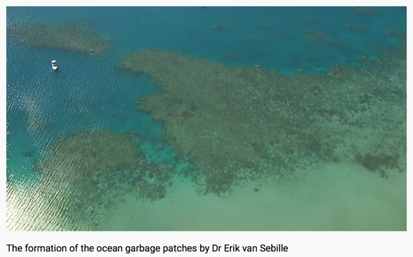 The formation of the ocean garbage patches by Dr Erik van Sebille